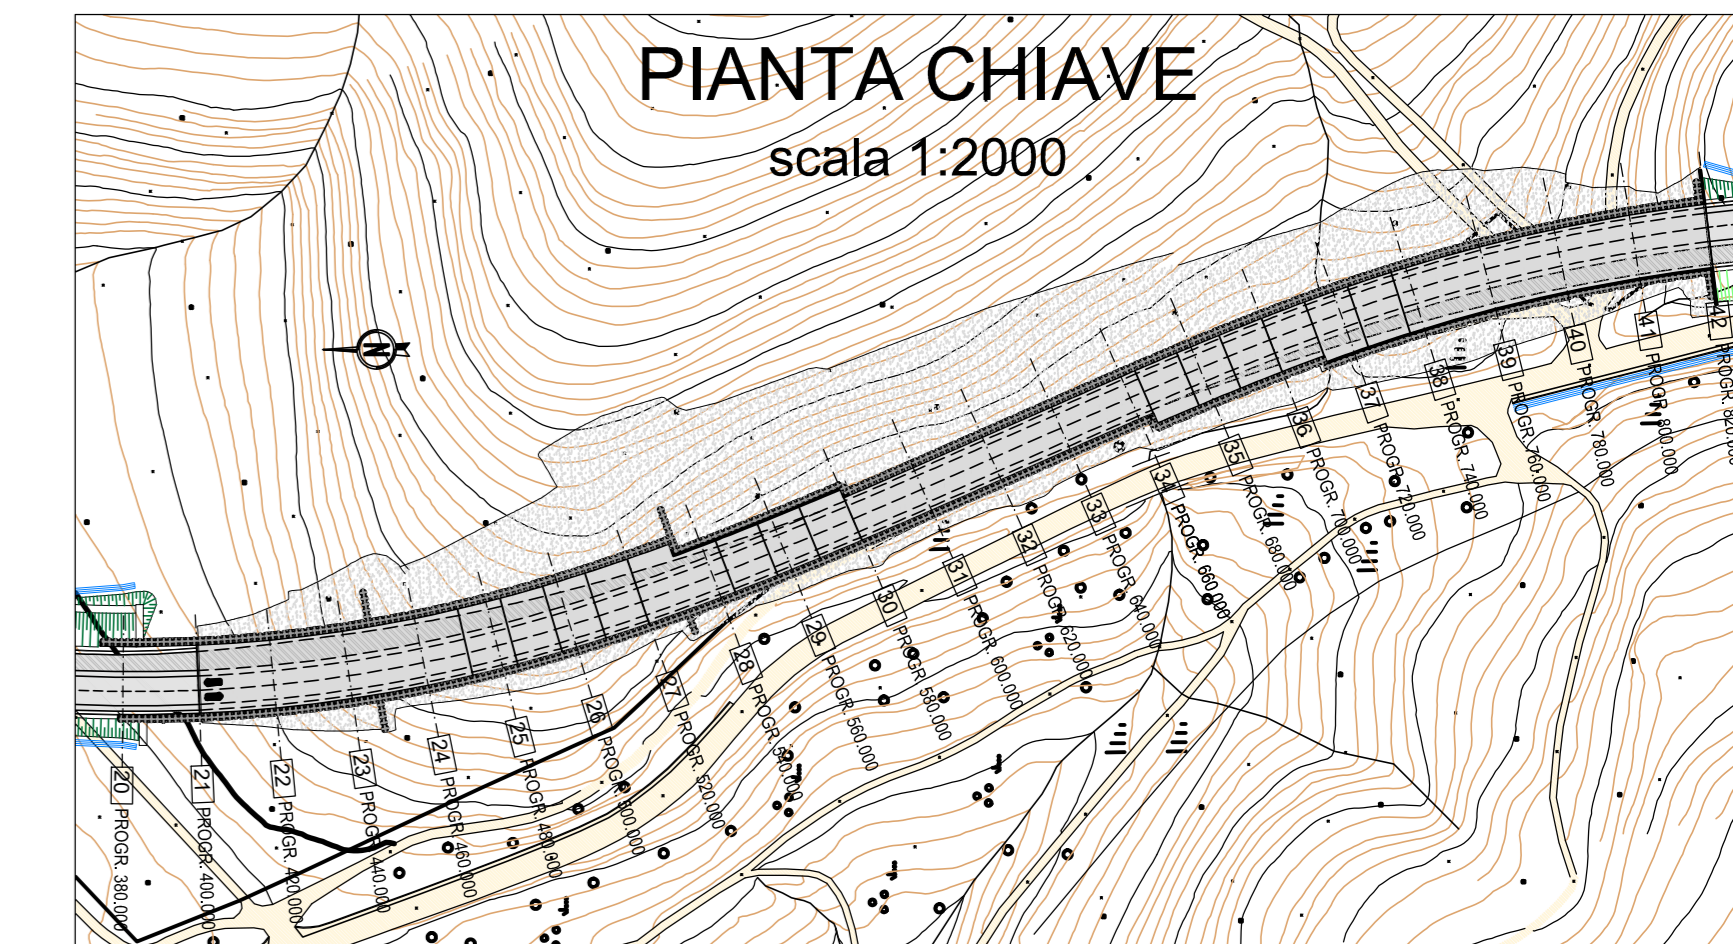 PIANTA CHIAVE
scala 1:2000
N
20 PROGR. 380.000
21 PROGR. 400.000
22 PROGR. 420.000
23 PROGR. 440.000
24 PROGR. 460.000
25 PROGR. 480.000
26 PROGR. 500.000
27 PROGR. 520.000
28 PROGR. 540.000
29 PROGR. 560.000
30 PROGR. 580.000
31 PROGR. 600.000
32 PROGR. 620.000
33 PROGR. 640.000
34 PROGR. 660.000
35 PROGR. 680.000
36 PROGR. 700.000
37 PROGR. 720.000
38 PROGR. 740.000
39 PROGR. 760.000
40 PROGR. 780.000
41 PROGR. 800.000
42 PROGR. 820.0